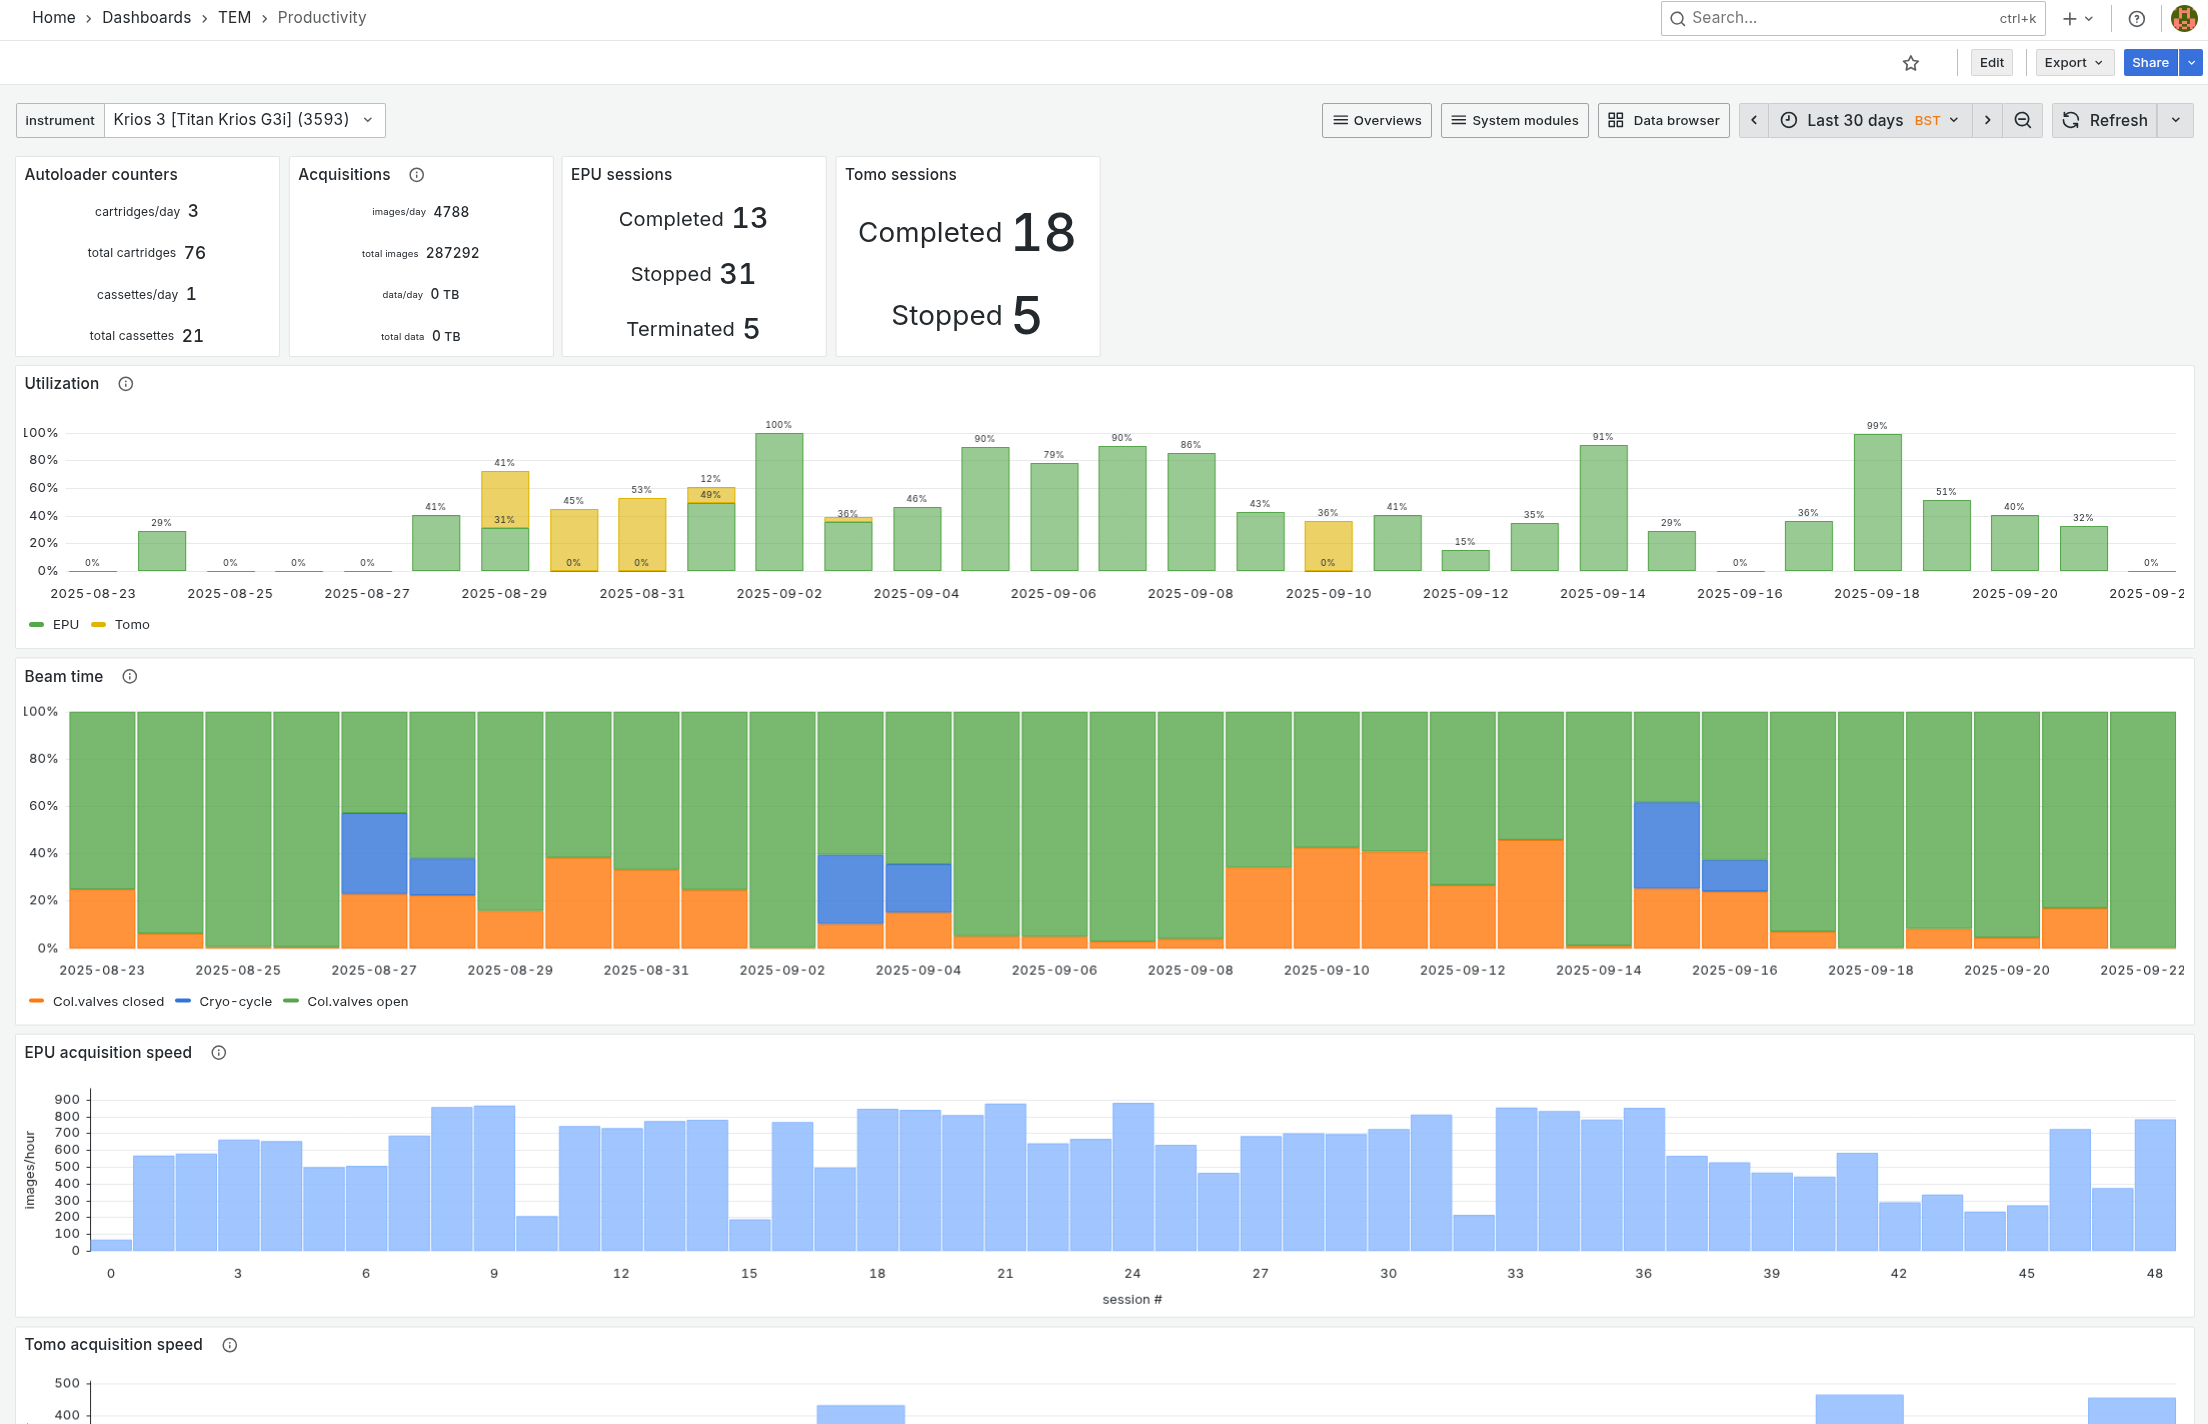 Home > Dashboards > TEM > Productivity
Search... ctrl+k
Edit Export Share
instrument Krios 3 [Titan Krios G3i] (3593)
Overviews System modules Data browser Last 30 days BST Refresh
Autoloader counters
cartridges/day 3
total cartridges 76
cassettes/day 1
total cassettes 21
Acquisitions
images/day 4788
total images 287292
data/day 0 TB
total data 0 TB
EPU sessions
Completed 13
Stopped 31
Terminated 5
Tomo sessions
Completed 18
Stopped 5
Utilization
100%
80%
60%
40%
20%
0%
0% 29% 0% 0% 0% 41% 41% 31% 45% 0% 53% 0% 12% 49% 100% 36% 46% 90% 79% 90% 86% 43% 36% 0% 41% 15% 35% 91% 29% 0% 36% 99% 51% 40% 32% 0%
2025-08-23 2025-08-25 2025-08-27 2025-08-29 2025-08-31 2025-09-02 2025-09-04 2025-09-06 2025-09-08 2025-09-10 2025-09-12 2025-09-14 2025-09-16 2025-09-18 2025-09-20 2025-09-2
EPU Tomo
Beam time
100%
80%
60%
40%
20%
0%
2025-08-23 2025-08-25 2025-08-27 2025-08-29 2025-08-31 2025-09-02 2025-09-04 2025-09-06 2025-09-08 2025-09-10 2025-09-12 2025-09-14 2025-09-16 2025-09-18 2025-09-20 2025-09-22
Col.valves closed Cryo-cycle Col.valves open
EPU acquisition speed
images/hour
900
800
700
600
500
400
300
200
100
0
0 3 6 9 12 15 18 21 24 27 30 33 36 39 42 45 48
session #
Tomo acquisition speed
500
400